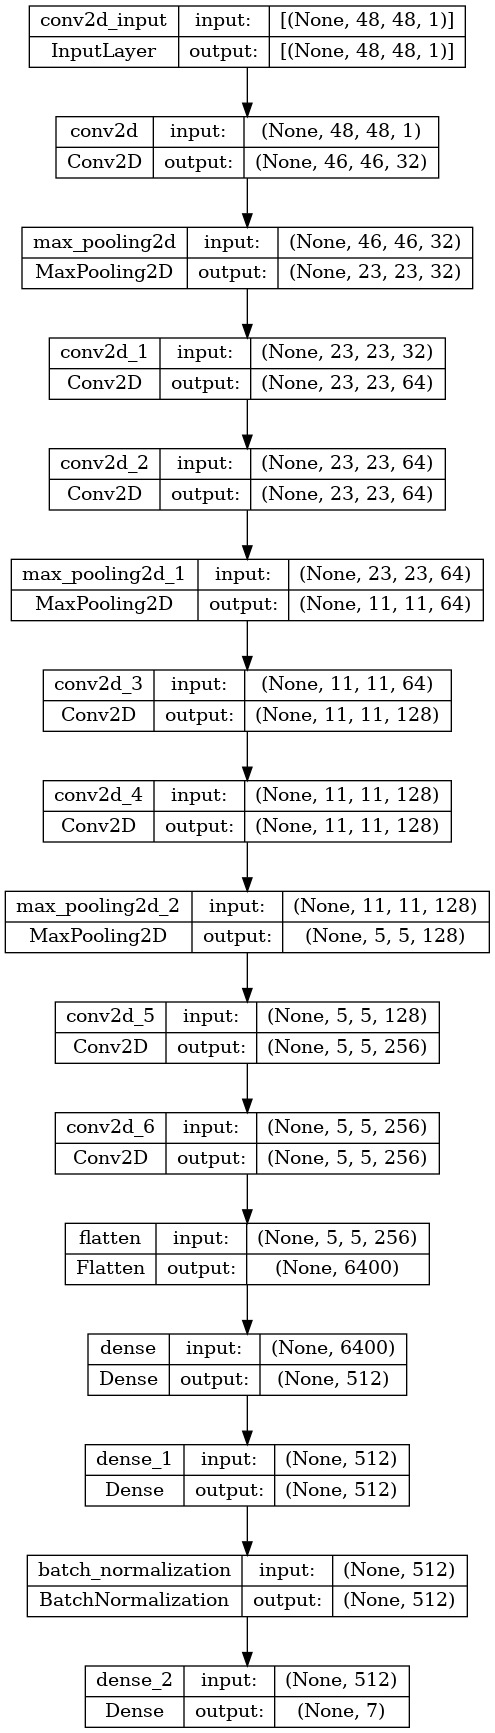 conv2d_input input: [(None, 48, 48, 1)]
InputLayer output: [(None, 48, 48, 1)]
conv2d input: (None, 48, 48, 1)
Conv2D output: (None, 46, 46, 32)
max_pooling2d input: (None, 46, 46, 32)
MaxPooling2D output: (None, 23, 23, 32)
conv2d_1 input: (None, 23, 23, 32)
Conv2D output: (None, 23, 23, 64)
conv2d_2 input: (None, 23, 23, 64)
Conv2D output: (None, 23, 23, 64)
max_pooling2d_1 input: (None, 23, 23, 64)
MaxPooling2D output: (None, 11, 11, 64)
conv2d_3 input: (None, 11, 11, 64)
Conv2D output: (None, 11, 11, 128)
conv2d_4 input: (None, 11, 11, 128)
Conv2D output: (None, 11, 11, 128)
max_pooling2d_2 input: (None, 11, 11, 128)
MaxPooling2D output: (None, 5, 5, 128)
conv2d_5 input: (None, 5, 5, 128)
Conv2D output: (None, 5, 5, 256)
conv2d_6 input: (None, 5, 5, 256)
Conv2D output: (None, 5, 5, 256)
flatten input: (None, 5, 5, 256)
Flatten output: (None, 6400)
dense input: (None, 6400)
Dense output: (None, 512)
dense_1 input: (None, 512)
Dense output: (None, 512)
batch_normalization input: (None, 512)
BatchNormalization output: (None, 512)
dense_2 input: (None, 512)
Dense output: (None, 7)